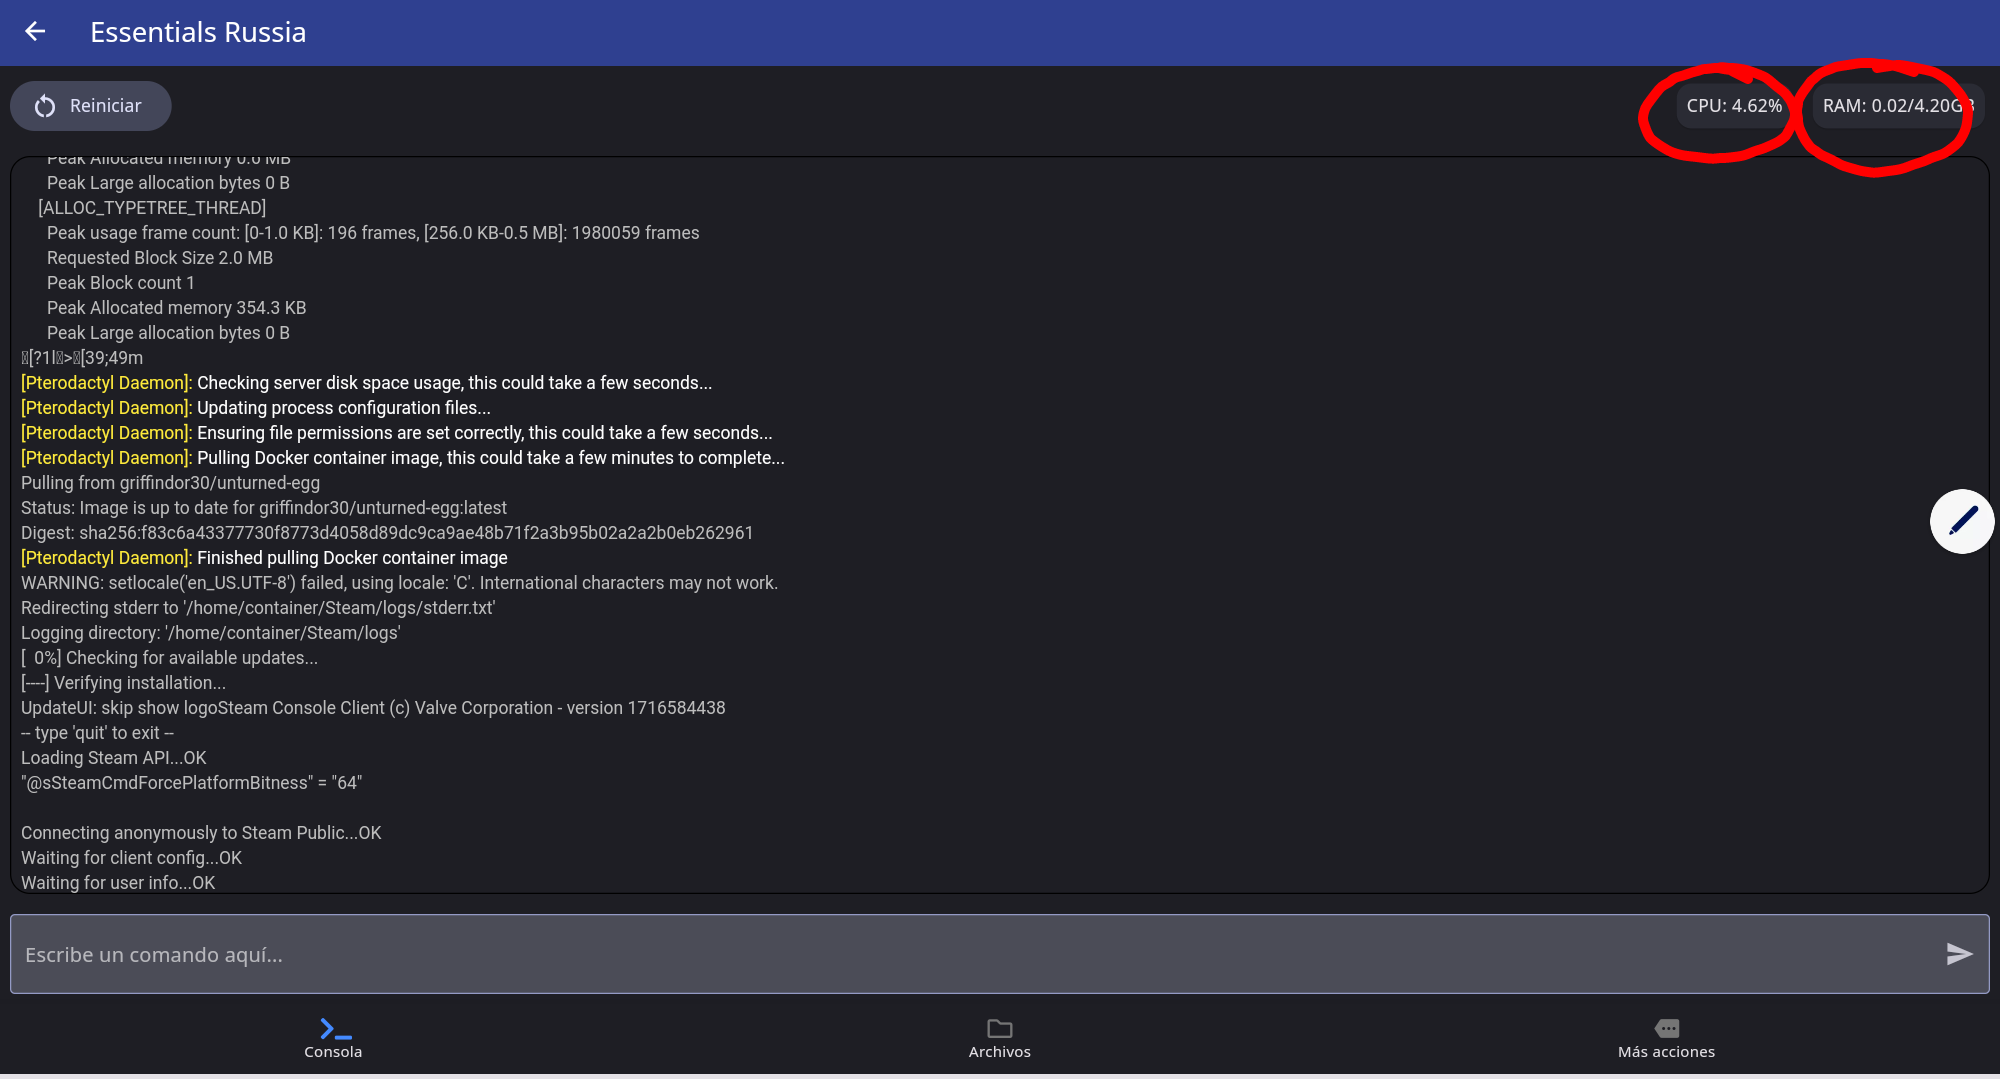 Essentials Russia
Reiniciar
CPU: 4.62%
RAM: 0.02/4.20GB
Peak Allocated memory 0.6 MB
Peak Large allocation bytes 0 B
[ALLOC_TYPETREE_THREAD]
Peak usage frame count: [0-1.0 KB]: 196 frames, [256.0 KB-0.5 MB]: 1980059 frames
Requested Block Size 2.0 MB
Peak Block count 1
Peak Allocated memory 354.3 KB
Peak Large allocation bytes 0 B
[?1l>[39;49m
[Pterodactyl Daemon]: Checking server disk space usage, this could take a few seconds...
[Pterodactyl Daemon]: Updating process configuration files...
[Pterodactyl Daemon]: Ensuring file permissions are set correctly, this could take a few seconds...
[Pterodactyl Daemon]: Pulling Docker container image, this could take a few minutes to complete...
Pulling from griffindor30/unturned-egg
Status: Image is up to date for griffindor30/unturned-egg:latest
Digest: sha256:f83c6a43377730f8773d4058d89dc9ca9ae48b71f2a3b95b02a2a2b0eb262961
[Pterodactyl Daemon]: Finished pulling Docker container image
WARNING: setlocale('en_US.UTF-8') failed, using locale: 'C'. International characters may not work.
Redirecting stderr to '/home/container/Steam/logs/stderr.txt'
Logging directory: '/home/container/Steam/logs'
[  0%] Checking for available updates...
[----] Verifying installation...
UpdateUI: skip show logoSteam Console Client (c) Valve Corporation - version 1716584438
-- type 'quit' to exit --
Loading Steam API...OK
"@sSteamCmdForcePlatformBitness" = "64"
Connecting anonymously to Steam Public...OK
Waiting for client config...OK
Waiting for user info...OK
Escribe un comando aquí...
Consola
Archivos
Más acciones